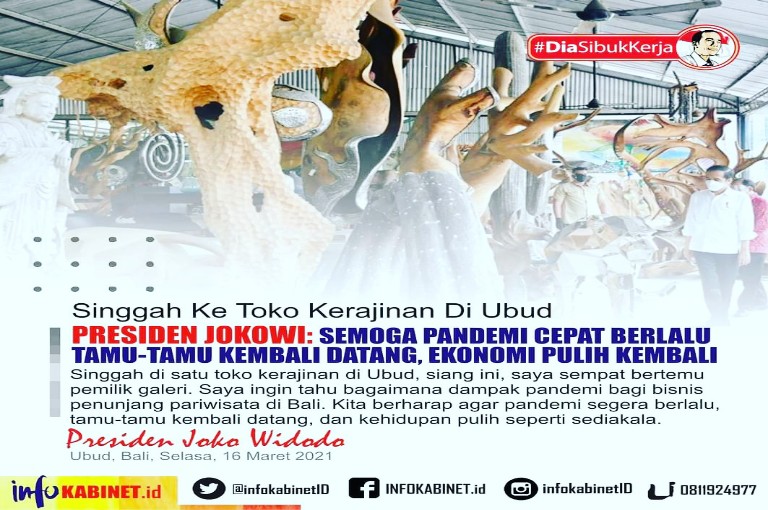 #DiaSibukKerja
Singgah Ke Toko Kerajinan Di Ubud
PRESIDEN JOKOWI: SEMOGA PANDEMI CEPAT BERLALU
TAMU-TAMU KEMBALI DATANG, EKONOMI PULIH KEMBALI
Singgah di satu toko kerajinan di Ubud, siang ini, saya sempat bertemu
pemilik galeri. Saya ingin tahu bagaimana dampak pandemi bagi bisnis
penunjang pariwisata di Bali. Kita berharap agar pandemi segera berlalu,
tamu-tamu kembali datang, dan kehidupan pulih seperti sediakala.
Presiden Joko Widodo
Ubud, Bali, Selasa, 16 Maret 2021
infoKABINET.id @infokabinetID INFOKABINET.id infokabinetID 0811924977